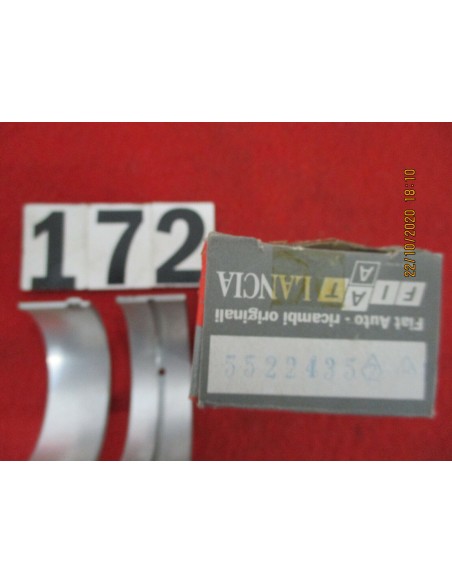 22/10/2020 18:10
172
5522435
Fiat Auto - ricambi originali
FIAT LANCIA